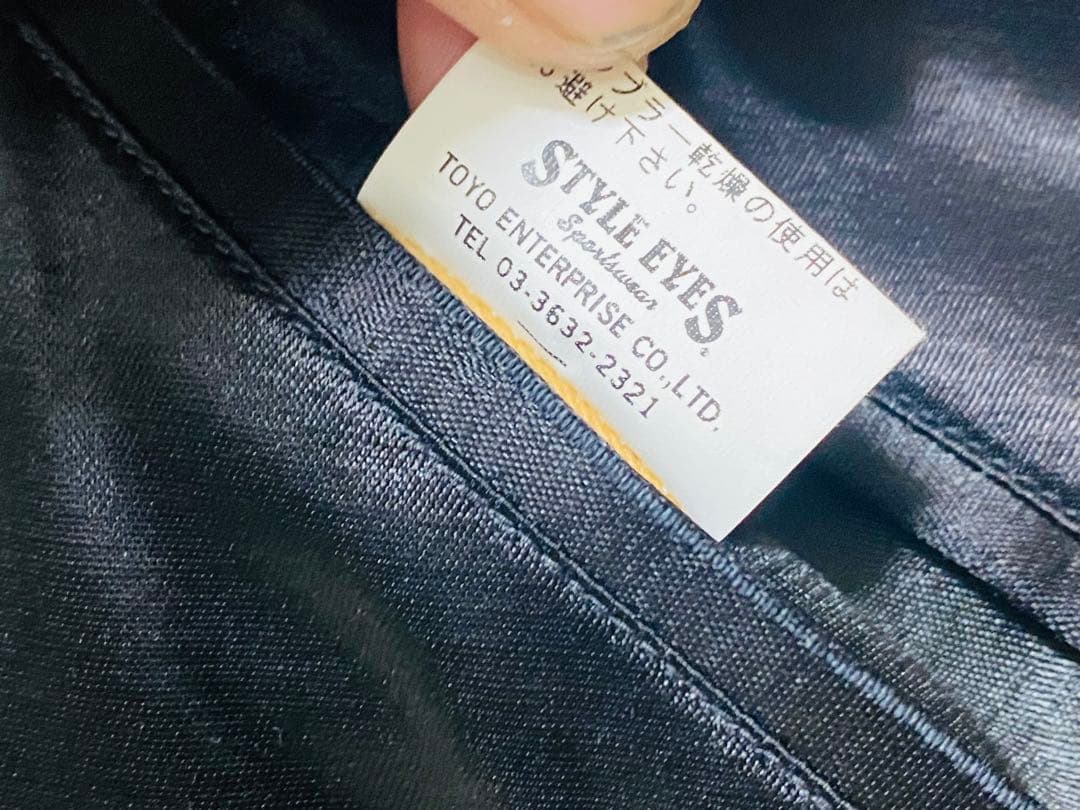 ンブラー乾燥の使用は
お避け下さい。
STYLE EYES
Sportswear
TOYO ENTERPRISE CO.,LTD.
TEL 03-3632-2321